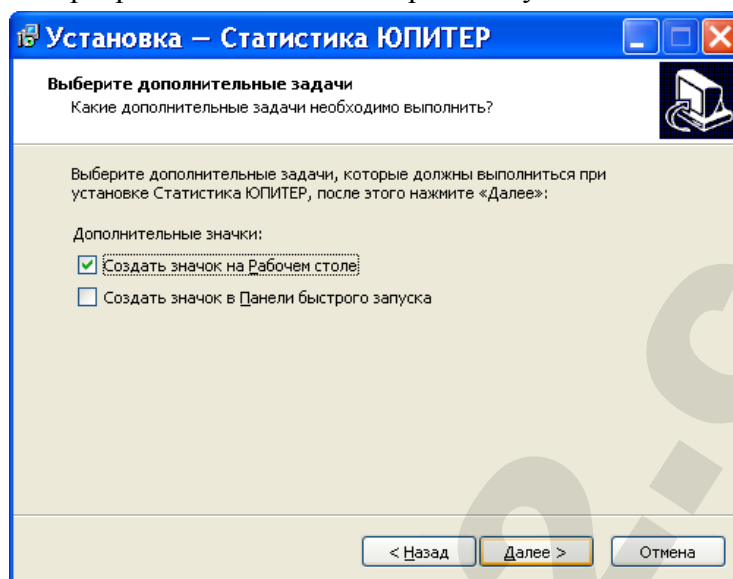 Установка — Статистика ЮПИТЕР
Выберите дополнительные задачи
Какие дополнительные задачи необходимо выполнить?
Выберите дополнительные задачи, которые должны выполниться при
установке Статистика ЮПИТЕР, после этого нажмите «Далее»:
Дополнительные значки:
Создать значок на Рабочем столе
Создать значок в Панели быстрого запуска
< Назад Далее > Отмена